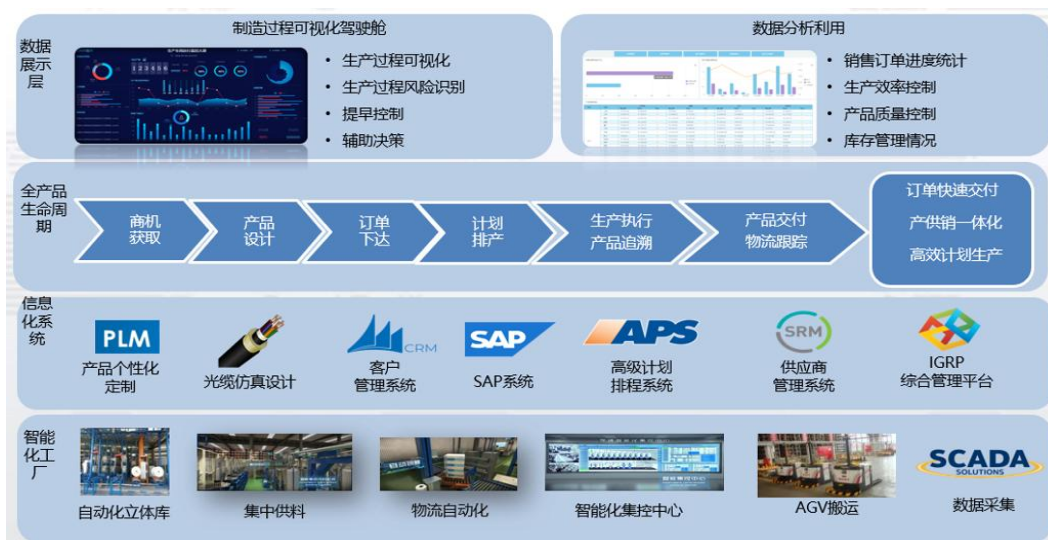 数据
展示
层
制造过程可视化驾驶舱
• 生产过程可视化
• 生产过程风险识别
• 提早控制
• 辅助决策
数据分析利用
• 销售订单进度统计
• 生产效率控制
• 产品质量控制
• 库存管理情况
全产品
生命周
期
商机
获取
产品
设计
订单
下达
计划
排产
生产执行
产品追溯
产品交付
物流跟踪
订单快速交付
产供销一体化
高效计划生产
信息
化系
统
PLM
产品个性化
定制
光缆仿真设计
CRM
客户
管理系统
SAP
SAP系统
APS
高级计划
排程系统
SRM
供应商
管理系统
IGRP
综合管理平台
智能
化工
厂
自动化立体库
集中供料
物流自动化
智能化集控中心
AGV搬运
SCADA
SOLUTIONS
数据采集